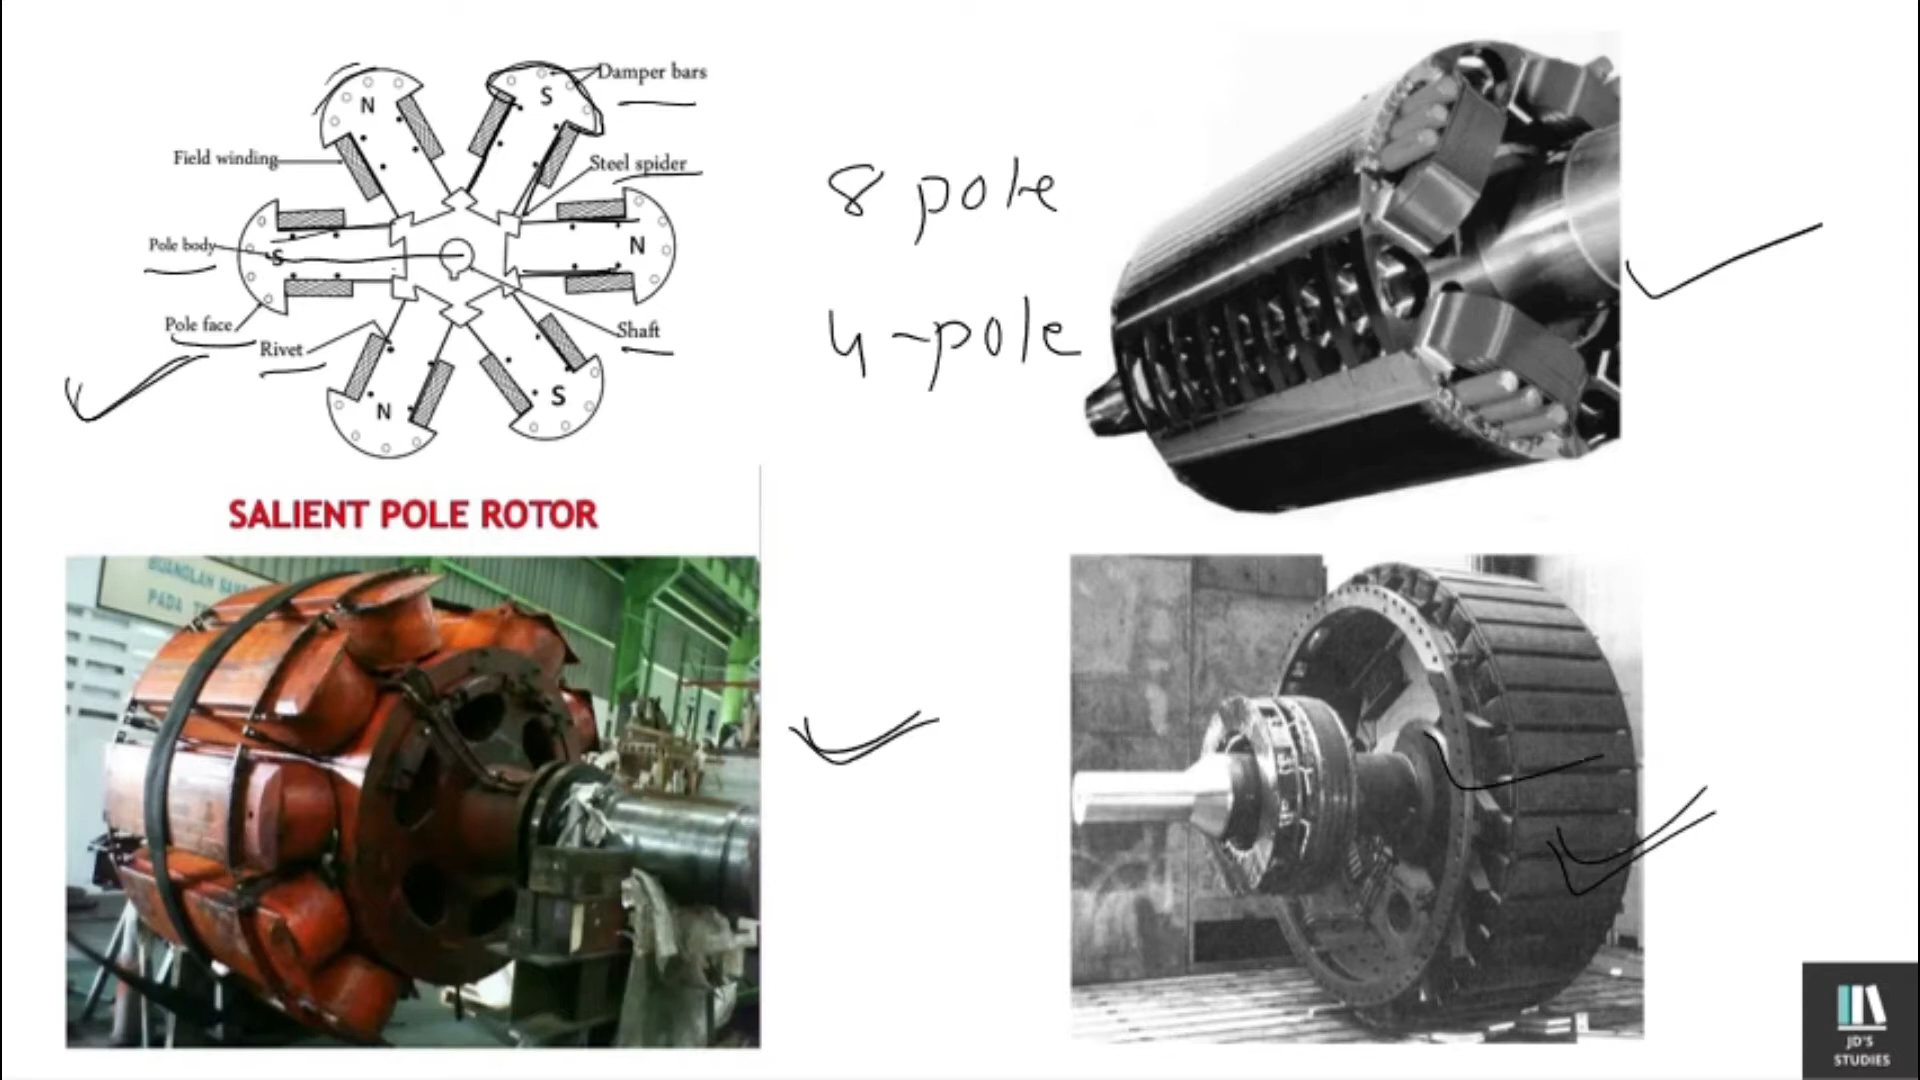 Damper bars
N
S
Field winding
Steel spider
Pole body
S
N
Pole face
Rivet
Shaft
N
S
8 pole
4-pole
SALIENT POLE ROTOR
PADA
JD'S
STUDIES